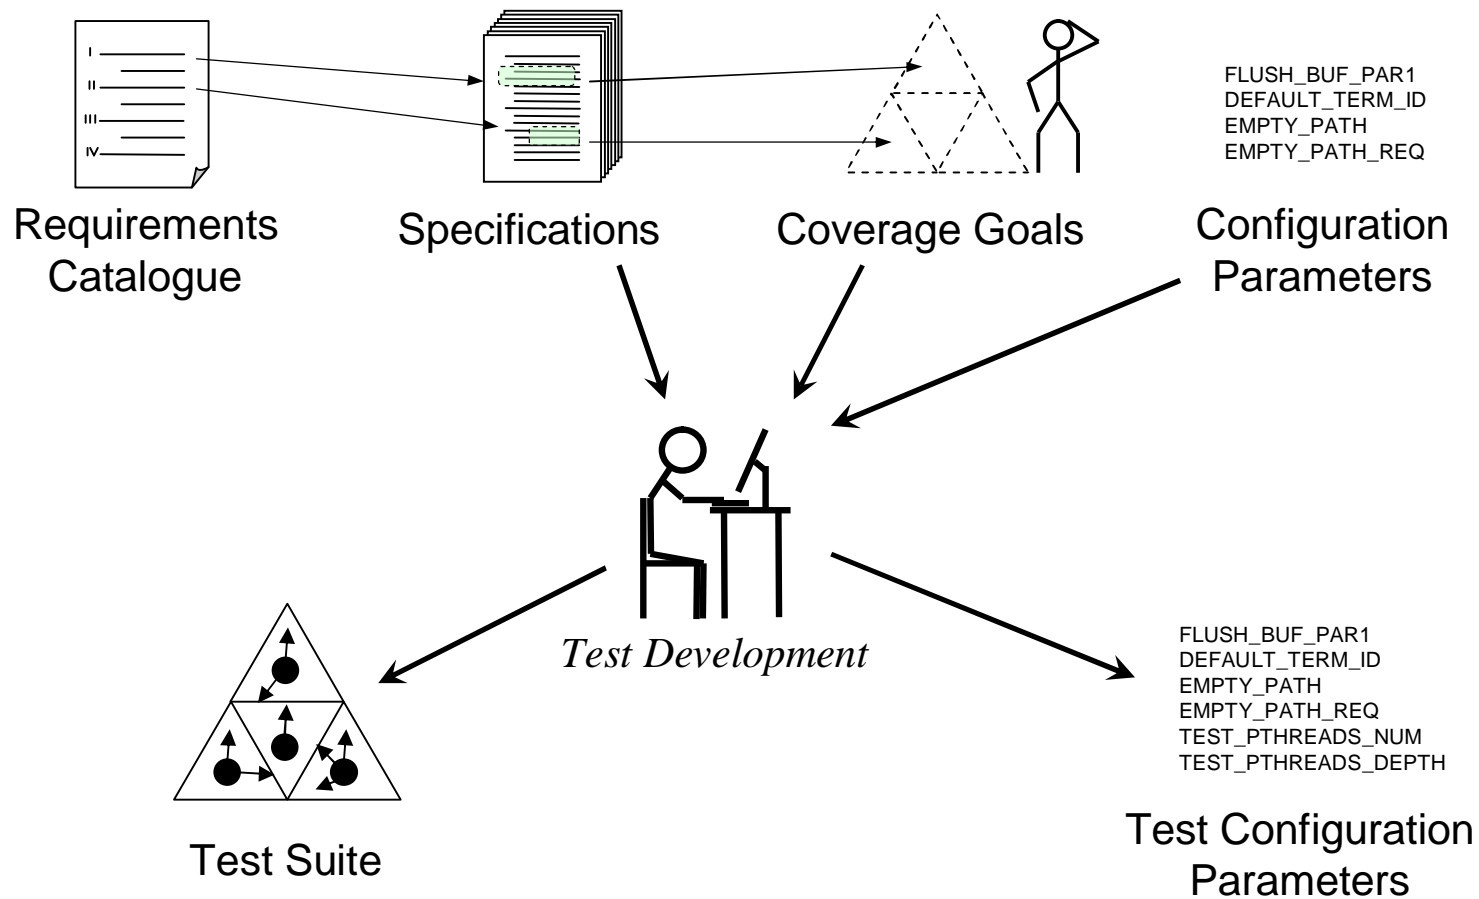 I
II
III
IV
FLUSH_BUF_PAR1
DEFAULT_TERM_ID
EMPTY_PATH
EMPTY_PATH_REQ
Requirements
Catalogue
Specifications
Coverage Goals
Configuration
Parameters
Test Development
FLUSH_BUF_PAR1
DEFAULT_TERM_ID
EMPTY_PATH
EMPTY_PATH_REQ
TEST_PTHREADS_NUM
TEST_PTHREADS_DEPTH
Test Suite
Test Configuration
Parameters